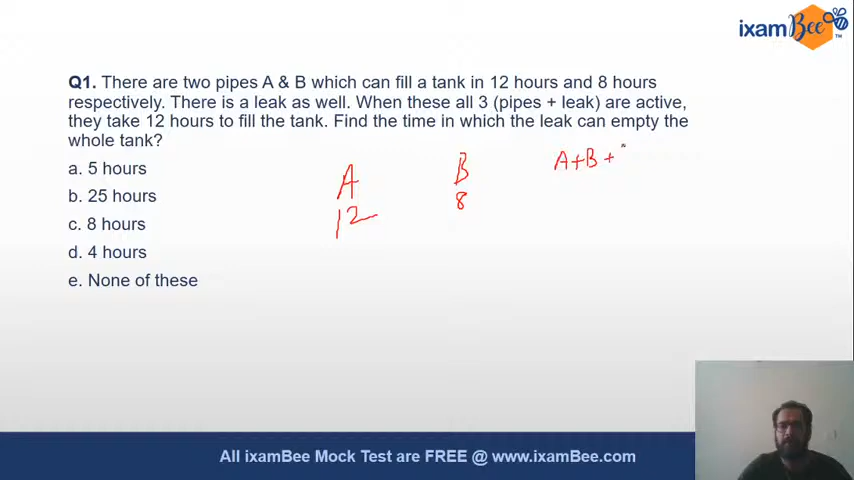 ixamBee™
Q1. There are two pipes A & B which can fill a tank in 12 hours and 8 hours
respectively. There is a leak as well. When these all 3 (pipes + leak) are active,
they take 12 hours to fill the tank. Find the time in which the leak can empty the
whole tank?
a. 5 hours
b. 25 hours
c. 8 hours
d. 4 hours
e. None of these
A B A+B+
12 8
All ixamBee Mock Test are FREE @ www.ixamBee.com